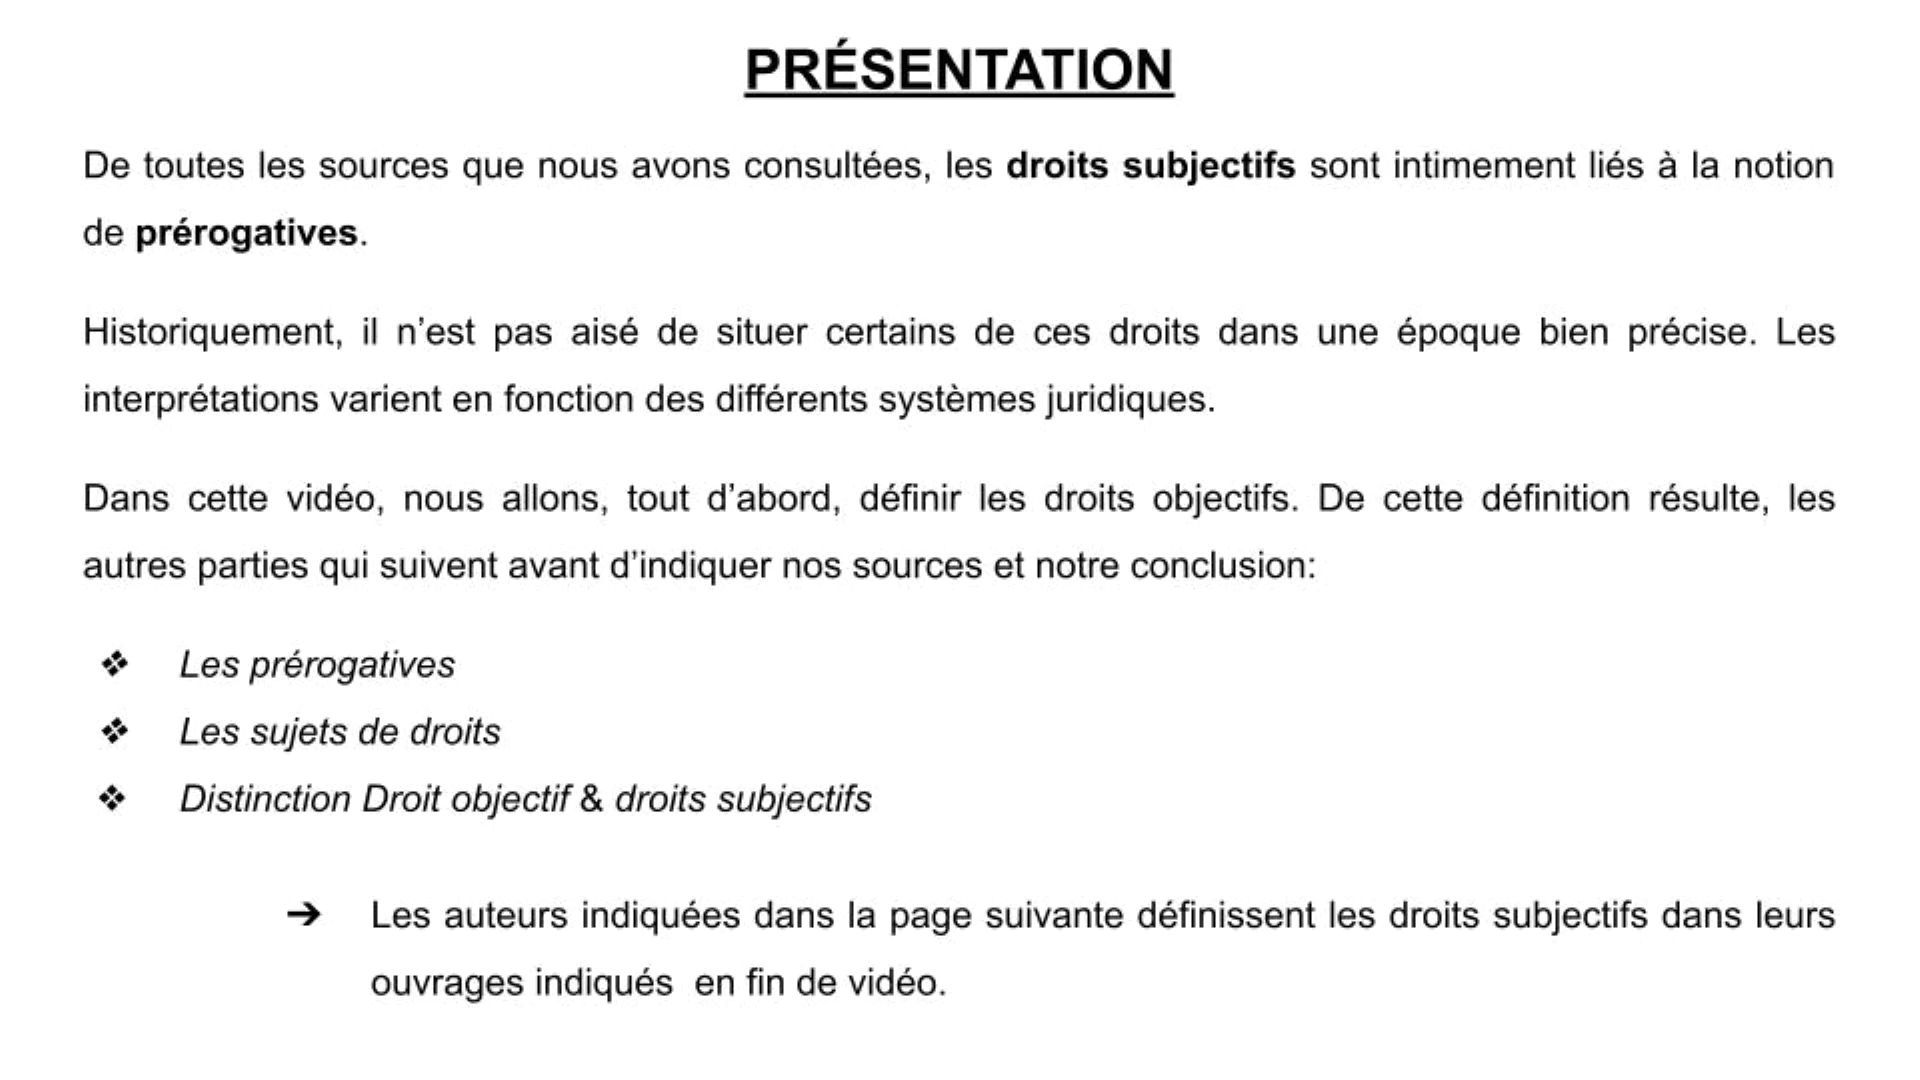 PRÉSENTATION
De toutes les sources que nous avons consultées, les droits subjectifs sont intimement liés à la notion
de prérogatives.
Historiquement, il n’est pas aisé de situer certains de ces droits dans une époque bien précise. Les
interprétations varient en fonction des différents systèmes juridiques.
Dans cette vidéo, nous allons, tout d’abord, définir les droits objectifs. De cette définition résulte, les
autres parties qui suivent avant d’indiquer nos sources et notre conclusion:
❖ Les prérogatives
❖ Les sujets de droits
❖ Distinction Droit objectif & droits subjectifs
➔ Les auteurs indiquées dans la page suivante définissent les droits subjectifs dans leurs
ouvrages indiqués en fin de vidéo.